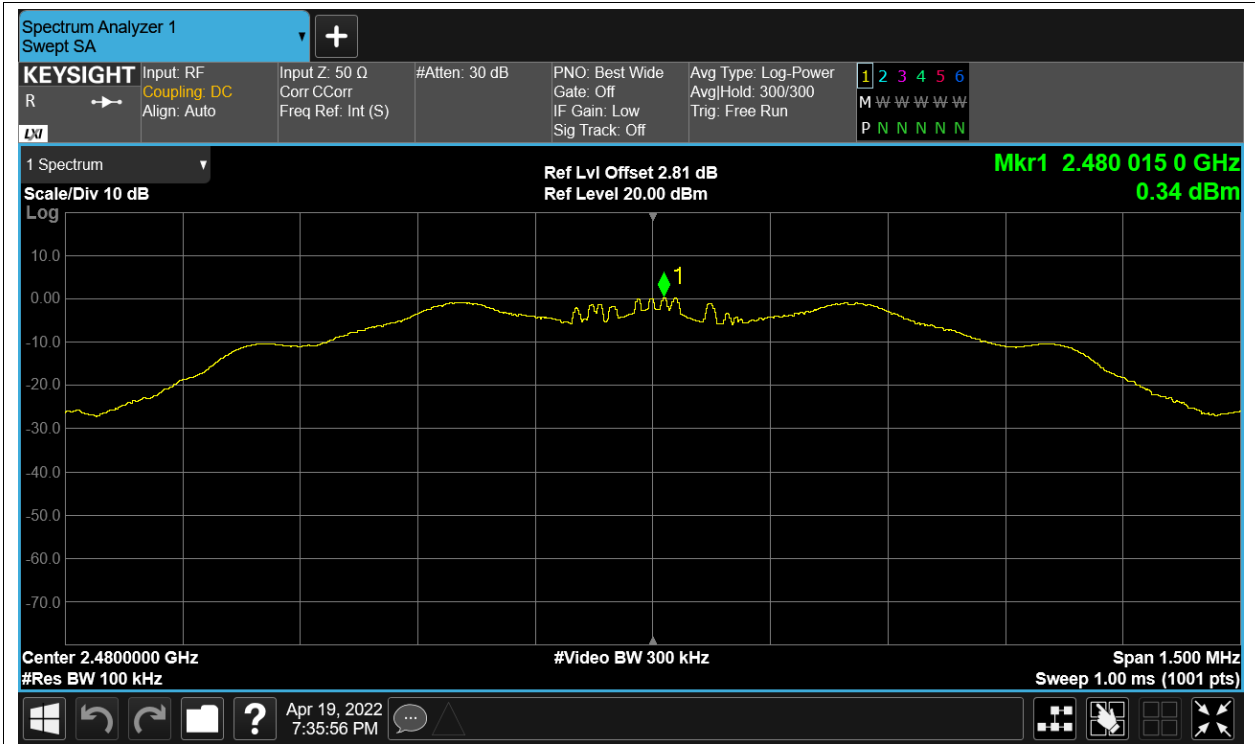 Spectrum Analyzer 1
Swept SA
KEYSIGHT
R
LXI
Input: RF
Coupling: DC
Align: Auto
Input Z: 50 Ω
Corr CCorr
Freq Ref: Int (S)
#Atten: 30 dB
PNO: Best Wide
Gate: Off
IF Gain: Low
Sig Track: Off
Avg Type: Log-Power
Avg|Hold: 300/300
Trig: Free Run
1 2 3 4 5 6
M W W W W W
P N N N N N
1 Spectrum
Scale/Div 10 dB
Log
Ref Lvl Offset 2.81 dB
Ref Level 20.00 dBm
Mkr1 2.480 015 0 GHz
0.34 dBm
1
10.0
0.00
-10.0
-20.0
-30.0
-40.0
-50.0
-60.0
-70.0
Center 2.4800000 GHz
#Res BW 100 kHz
#Video BW 300 kHz
Span 1.500 MHz
Sweep 1.00 ms (1001 pts)
?
Apr 19, 2022
7:35:56 PM